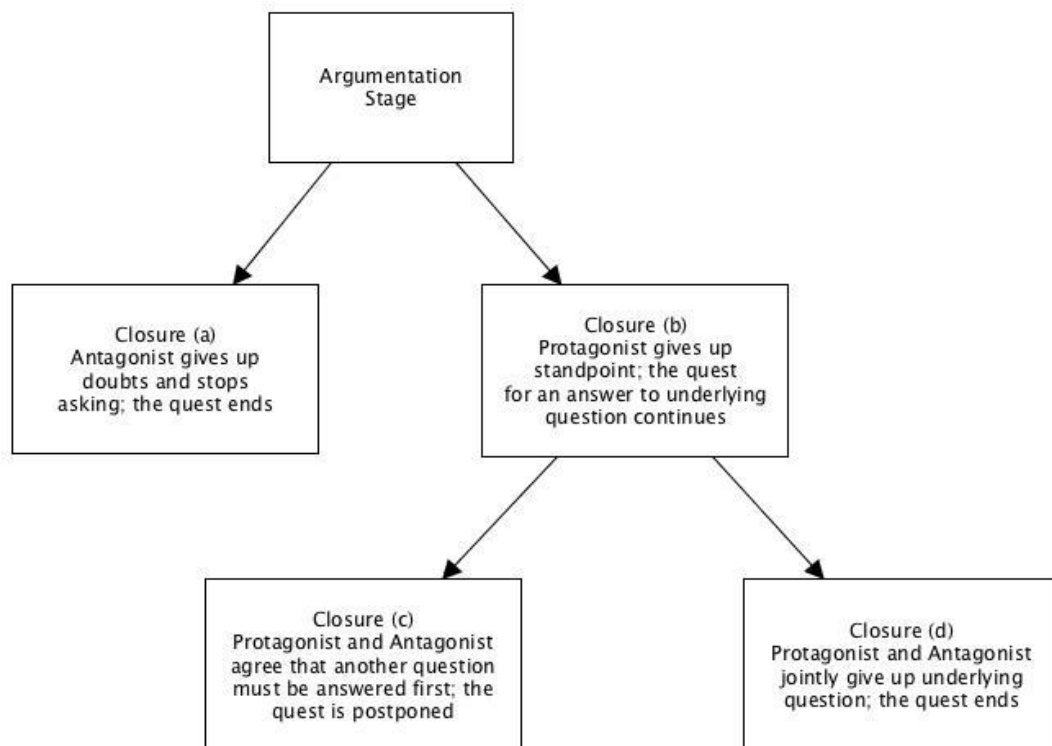 Argumentation
Stage
Closure (a)
Antagonist gives up
doubts and stops
asking; the quest ends
Closure (b)
Protagonist gives up
standpoint; the quest
for an answer to underlying
question continues
Closure (c)
Protagonist and Antagonist
agree that another question
must be answered first; the
quest is postponed
Closure (d)
Protagonist and Antagonist
jointly give up underlying
question; the quest ends